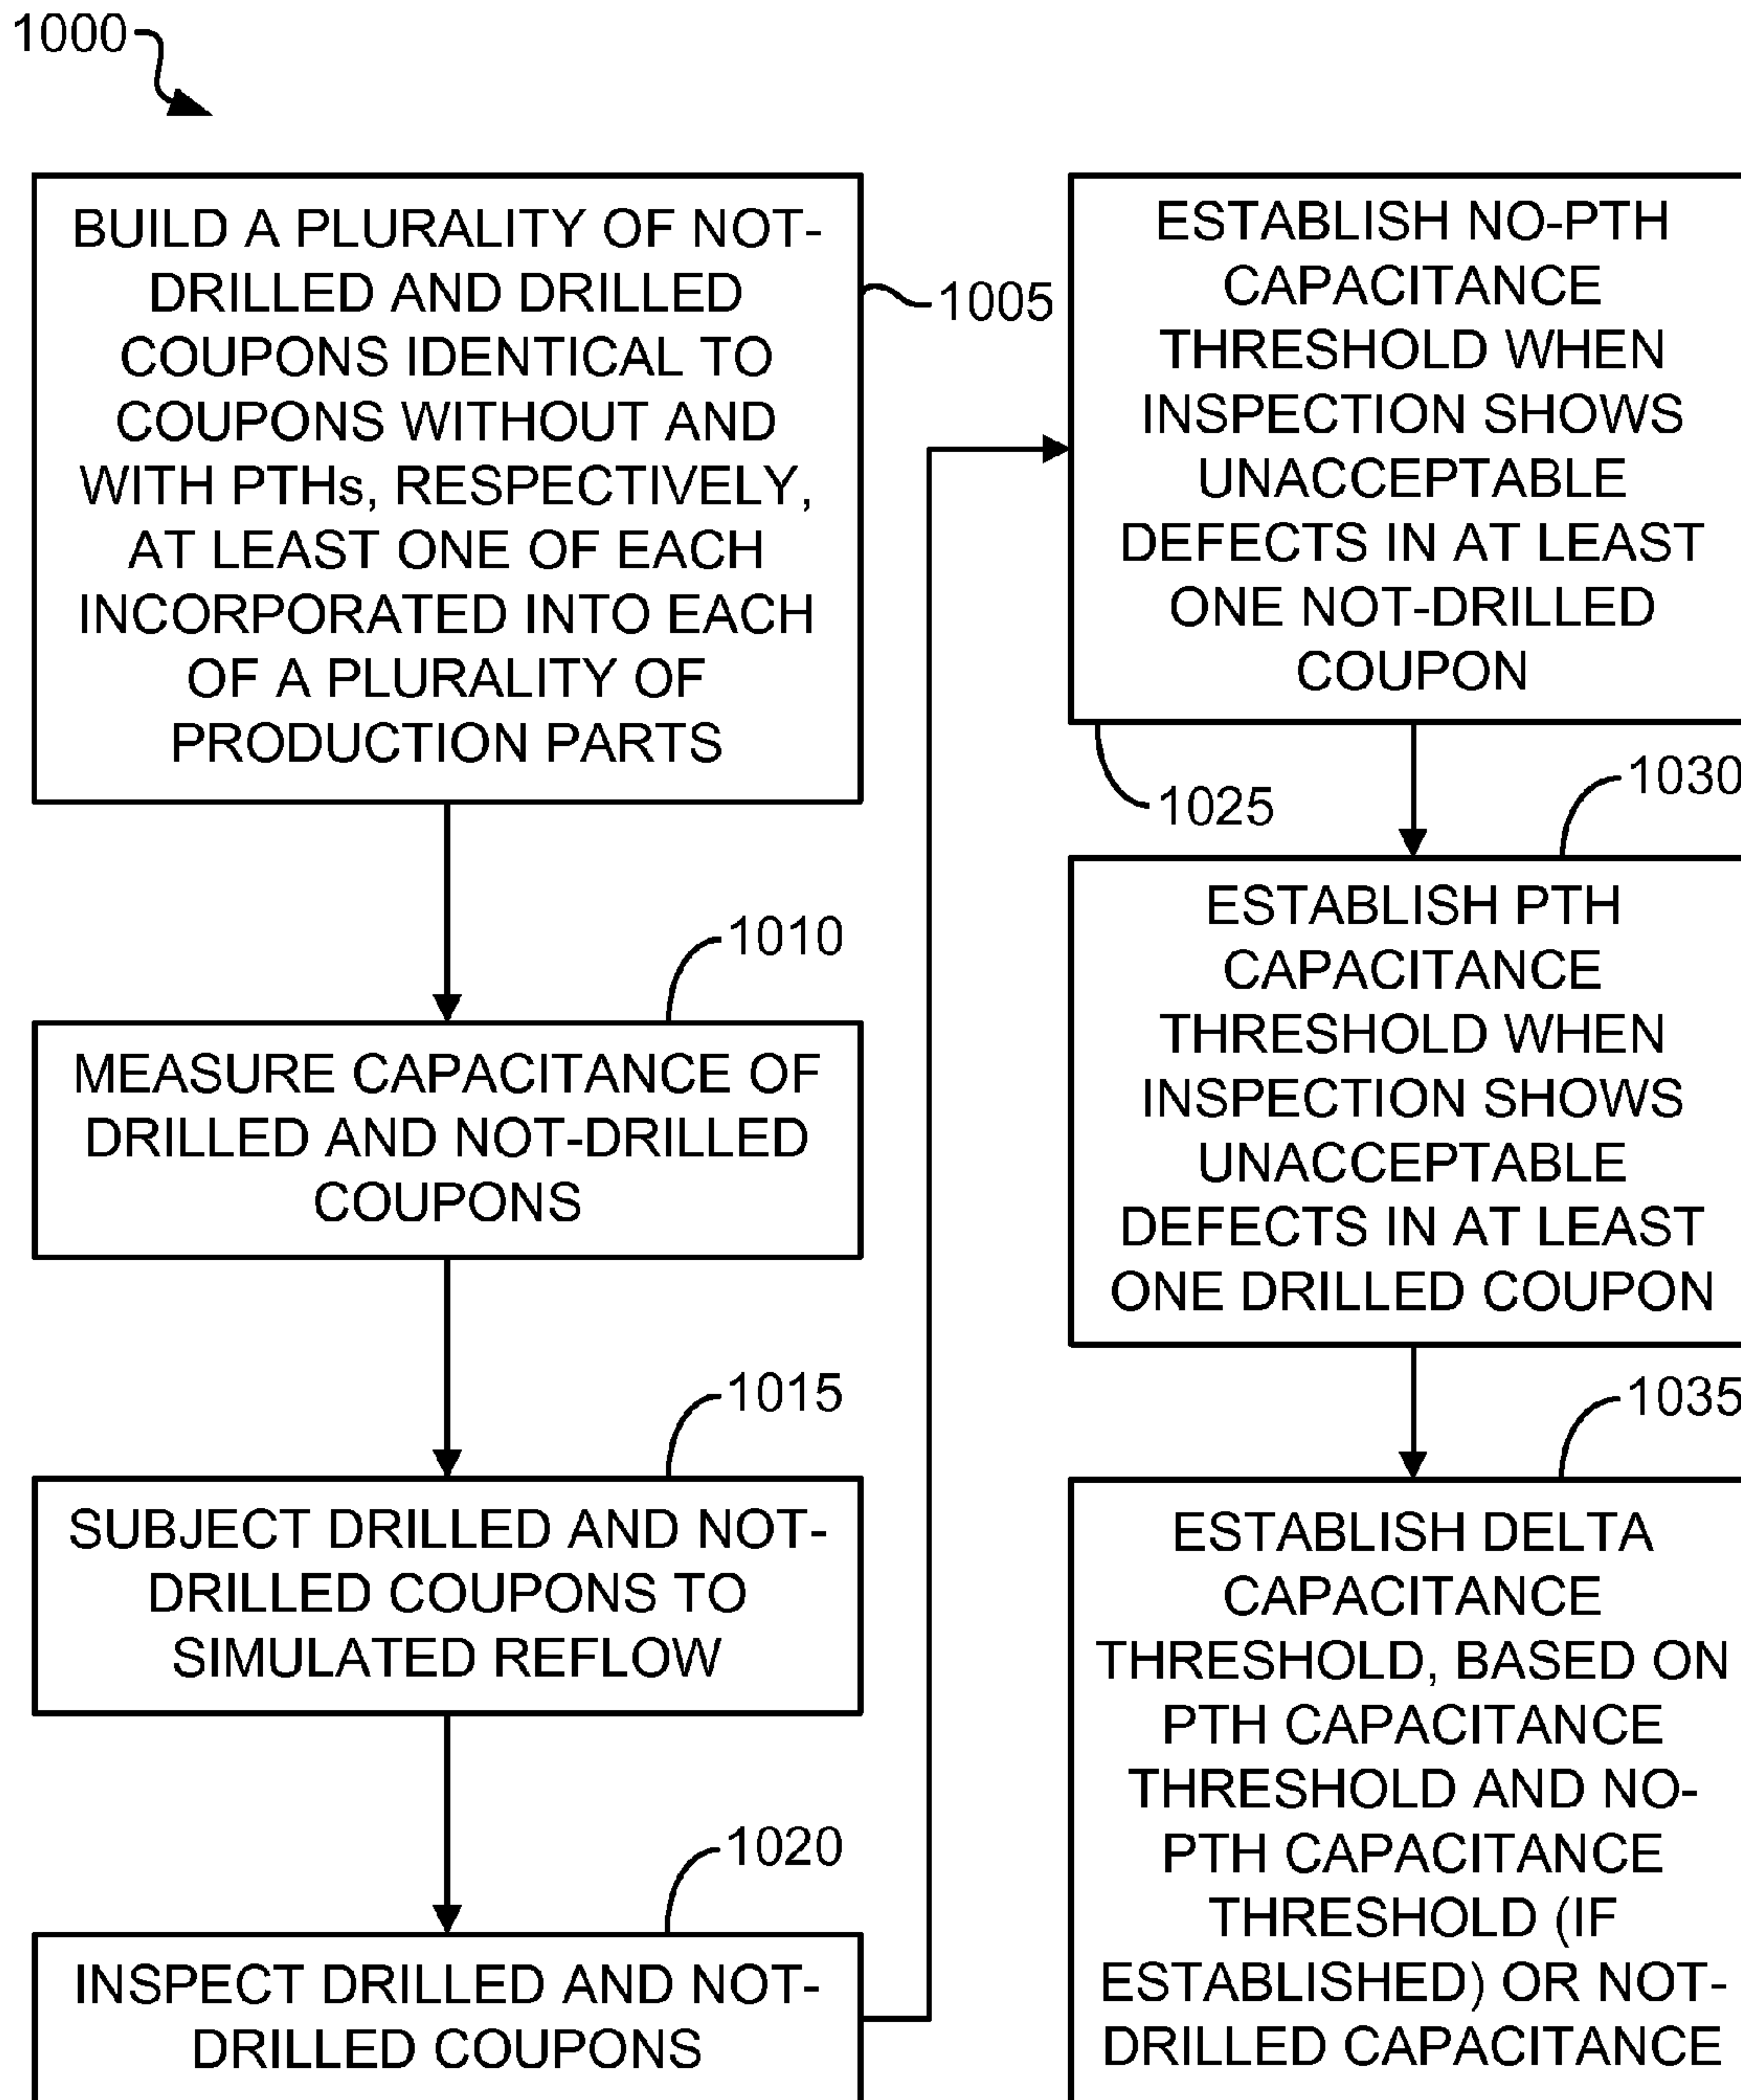 1000
BUILD A PLURALITY OF NOT-
DRILLED AND DRILLED
COUPONS IDENTICAL TO
COUPONS WITHOUT AND
WITH PTHs, RESPECTIVELY,
AT LEAST ONE OF EACH
INCORPORATED INTO EACH
OF A PLURALITY OF
PRODUCTION PARTS
1005
1010
MEASURE CAPACITANCE OF
DRILLED AND NOT-DRILLED
COUPONS
1015
SUBJECT DRILLED AND NOT-
DRILLED COUPONS TO
SIMULATED REFLOW
1020
INSPECT DRILLED AND NOT-
DRILLED COUPONS
ESTABLISH NO-PTH
CAPACITANCE
THRESHOLD WHEN
INSPECTION SHOWS
UNACCEPTABLE
DEFECTS IN AT LEAST
ONE NOT-DRILLED
COUPON
1025
1030
ESTABLISH PTH
CAPACITANCE
THRESHOLD WHEN
INSPECTION SHOWS
UNACCEPTABLE
DEFECTS IN AT LEAST
ONE DRILLED COUPON
1035
ESTABLISH DELTA
CAPACITANCE
THRESHOLD, BASED ON
PTH CAPACITANCE
THRESHOLD AND NO-
PTH CAPACITANCE
THRESHOLD (IF
ESTABLISHED) OR NOT-
DRILLED CAPACITANCE